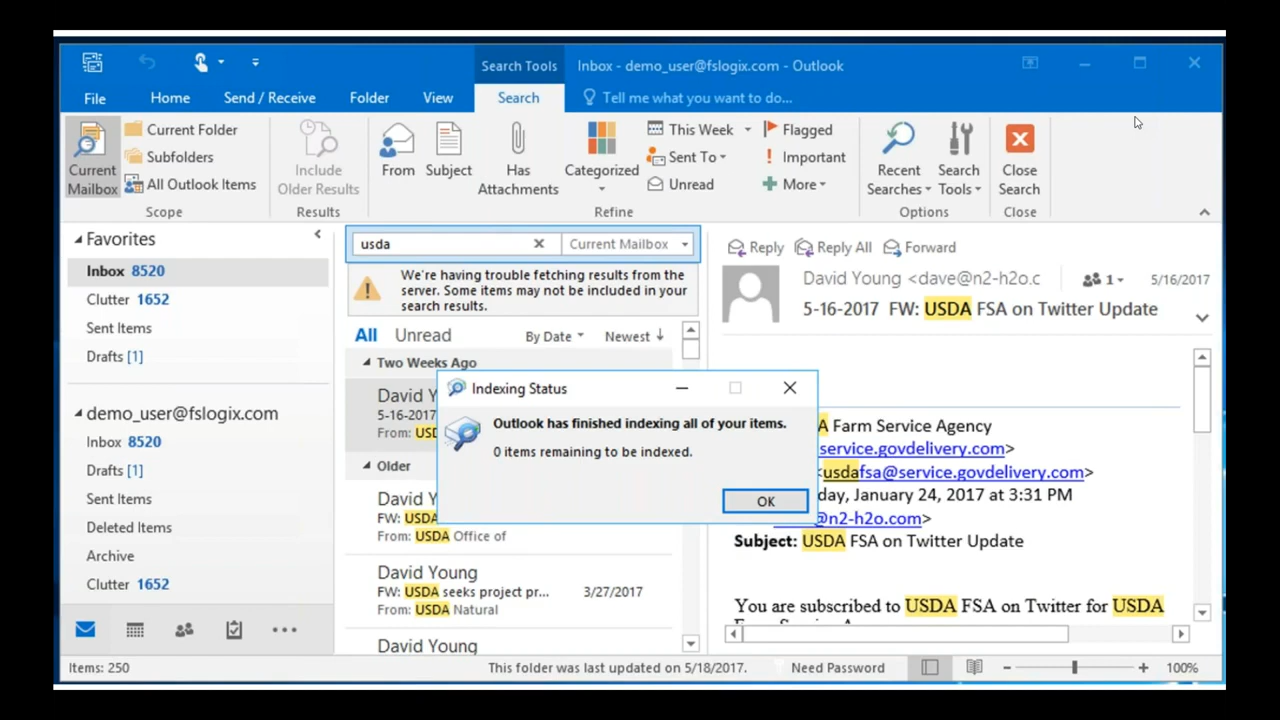 Search Tools
Inbox - demo_user@fslogix.com - Outlook
File
Home
Send / Receive
Folder
View
Search
Tell me what you want to do...
Current Mailbox
Current Folder
Subfolders
All Outlook Items
Scope
Include Older Results
Results
From
Subject
Has Attachments
Categorized
This Week
Sent To
Unread
Flagged
Important
More
Refine
Recent Searches
Search Tools
Options
Close Search
Close
Favorites
Inbox 8520
Clutter 1652
Sent Items
Drafts [1]
demo_user@fslogix.com
Inbox 8520
Drafts [1]
Sent Items
Deleted Items
Archive
Clutter 1652
usda
Current Mailbox
We're having trouble fetching results from the
server. Some items may not be included in your
search results.
All Unread By Date Newest ↓
Two Weeks Ago
David Y
5-16-2017
From: USD
Older
David Y
FW: USDA
From: USDA Office of
David Young
FW: USDA seeks project pr... 3/27/2017
From: USDA Natural
David Young
Indexing Status
Outlook has finished indexing all of your items.
0 items remaining to be indexed.
OK
Reply Reply All Forward
David Young <dave@n2-h2o.c 1 5/16/2017
5-16-2017 FW: USDA FSA on Twitter Update
A Farm Service Agency
service.govdelivery.com>
<usdafsa@service.govdelivery.com>
day, January 24, 2017 at 3:31 PM
@n2-h2o.com>
Subject: USDA FSA on Twitter Update
You are subscribed to USDA FSA on Twitter for USDA
Items: 250
This folder was last updated on 5/18/2017.
Need Password
100%